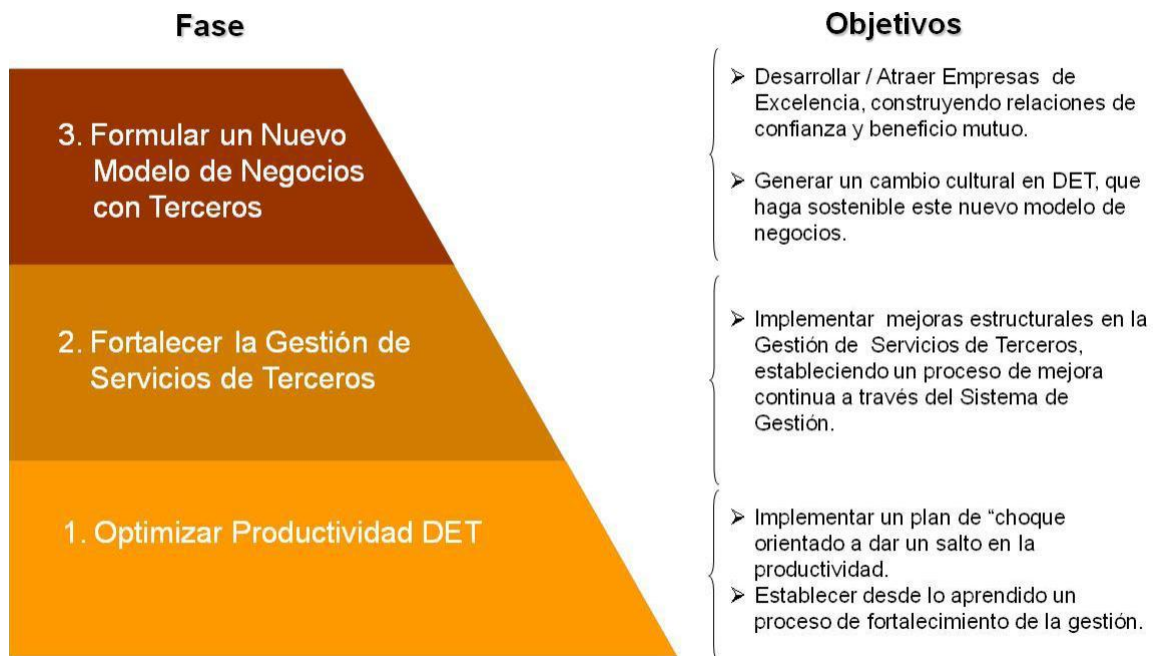 Fase
Objetivos
3. Formular un Nuevo
Modelo de Negocios
con Terceros
➢ Desarrollar / Atraer Empresas de
Excelencia, construyendo relaciones de
confianza y beneficio mutuo.
➢ Generar un cambio cultural en DET, que
haga sostenible este nuevo modelo de
negocios.
2. Fortalecer la Gestión de
Servicios de Terceros
➢ Implementar mejoras estructurales en la
Gestión de Servicios de Terceros,
estableciendo un proceso de mejora
continua a través del Sistema de
Gestión.
1. Optimizar Productividad DET
➢ Implementar un plan de “choque
orientado a dar un salto en la
productividad.
➢ Establecer desde lo aprendido un
proceso de fortalecimiento de la gestión.